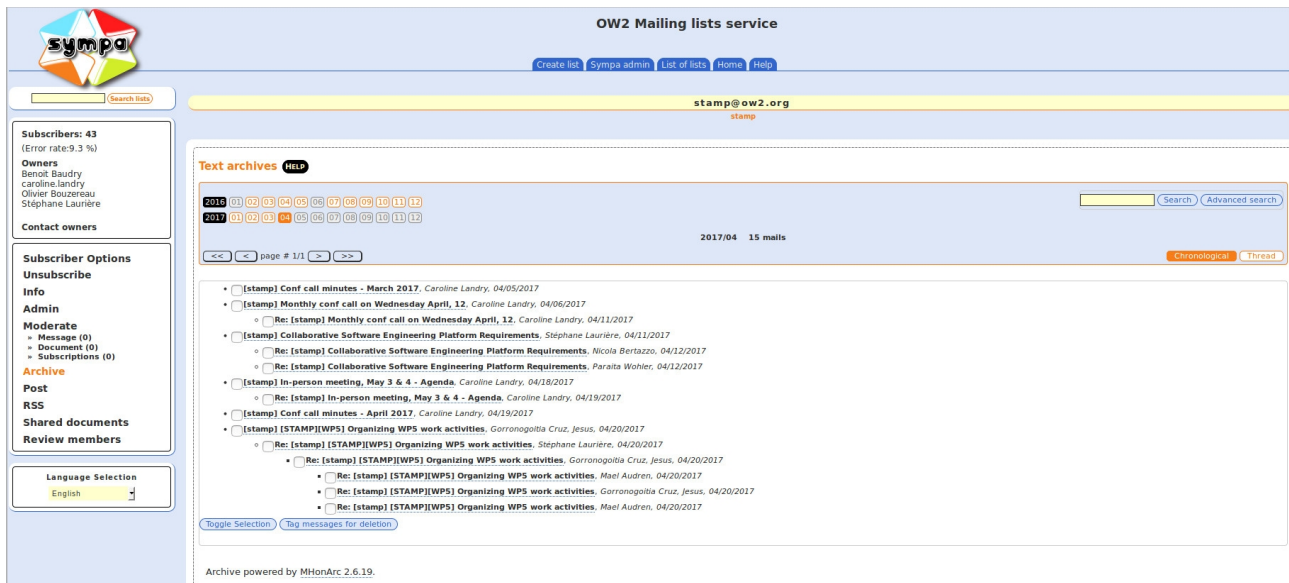 OW2 Mailing lists service
sympa
Create list Sympa admin List of lists Home Help
Search lists
stamp@ow2.org
stamp
Subscribers: 43
(Error rate:9.3 %)
Owners
Benoit Baudry
caroline.landry
Olivier Bouzereau
Stéphane Laurière
Contact owners
Subscriber Options
Unsubscribe
Info
Admin
Moderate
» Message (0)
» Document (0)
» Subscriptions (0)
Archive
Post
RSS
Shared documents
Review members
Language Selection
English
Text archives HELP
2016 01 02 03 04 05 06 07 08 09 10 11 12
Search Advanced search
2017 01 02 03 04 05 06 07 08 09 10 11 12
2017/04 15 mails
<< < page # 1/1 > >>
Chronological Thread
[stamp] Conf call minutes - March 2017, Caroline Landry, 04/05/2017
[stamp] Monthly conf call on Wednesday April, 12, Caroline Landry, 04/06/2017
Re: [stamp] Monthly conf call on Wednesday April, 12, Caroline Landry, 04/11/2017
[stamp] Collaborative Software Engineering Platform Requirements, Stéphane Laurière, 04/11/2017
Re: [stamp] Collaborative Software Engineering Platform Requirements, Nicola Bertazzo, 04/12/2017
Re: [stamp] Collaborative Software Engineering Platform Requirements, Paraita Wohler, 04/12/2017
[stamp] In-person meeting, May 3 & 4 - Agenda, Caroline Landry, 04/18/2017
Re: [stamp] In-person meeting, May 3 & 4 - Agenda, Caroline Landry, 04/19/2017
[stamp] Conf call minutes - April 2017, Caroline Landry, 04/19/2017
[stamp] [STAMP][WP5] Organizing WP5 work activities, Gorronogoitia Cruz, Jesus, 04/20/2017
Re: [stamp] [STAMP][WP5] Organizing WP5 work activities, Stéphane Laurière, 04/20/2017
Re: [stamp] [STAMP][WP5] Organizing WP5 work activities, Gorronogoitia Cruz, Jesus, 04/20/2017
Re: [stamp] [STAMP][WP5] Organizing WP5 work activities, Mael Audren, 04/20/2017
Re: [stamp] [STAMP][WP5] Organizing WP5 work activities, Gorronogoitia Cruz, Jesus, 04/20/2017
Re: [stamp] [STAMP][WP5] Organizing WP5 work activities, Mael Audren, 04/20/2017
Toggle Selection Tag messages for deletion
Archive powered by MHonArc 2.6.19.